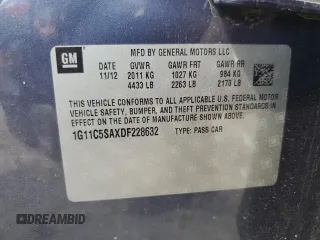 GM
MFD BY GENERAL MOTORS LLC
DATE GVWR GAWR FRT GAWR RR
11/12 2011 KG 1027 KG 984 KG
4433 LB 2263 LB 2170 LB
THIS VEHICLE CONFORMS TO ALL APPLICABLE U.S. FEDERAL MOTOR
VEHICLE SAFETY, BUMPER, AND THEFT PREVENTION STANDARDS IN
EFFECT ON THE DATE OF MANUFACTURE SHOWN ABOVE.
1G11C5SAXDF228632 TYPE: PASS CAR
DREAMBID